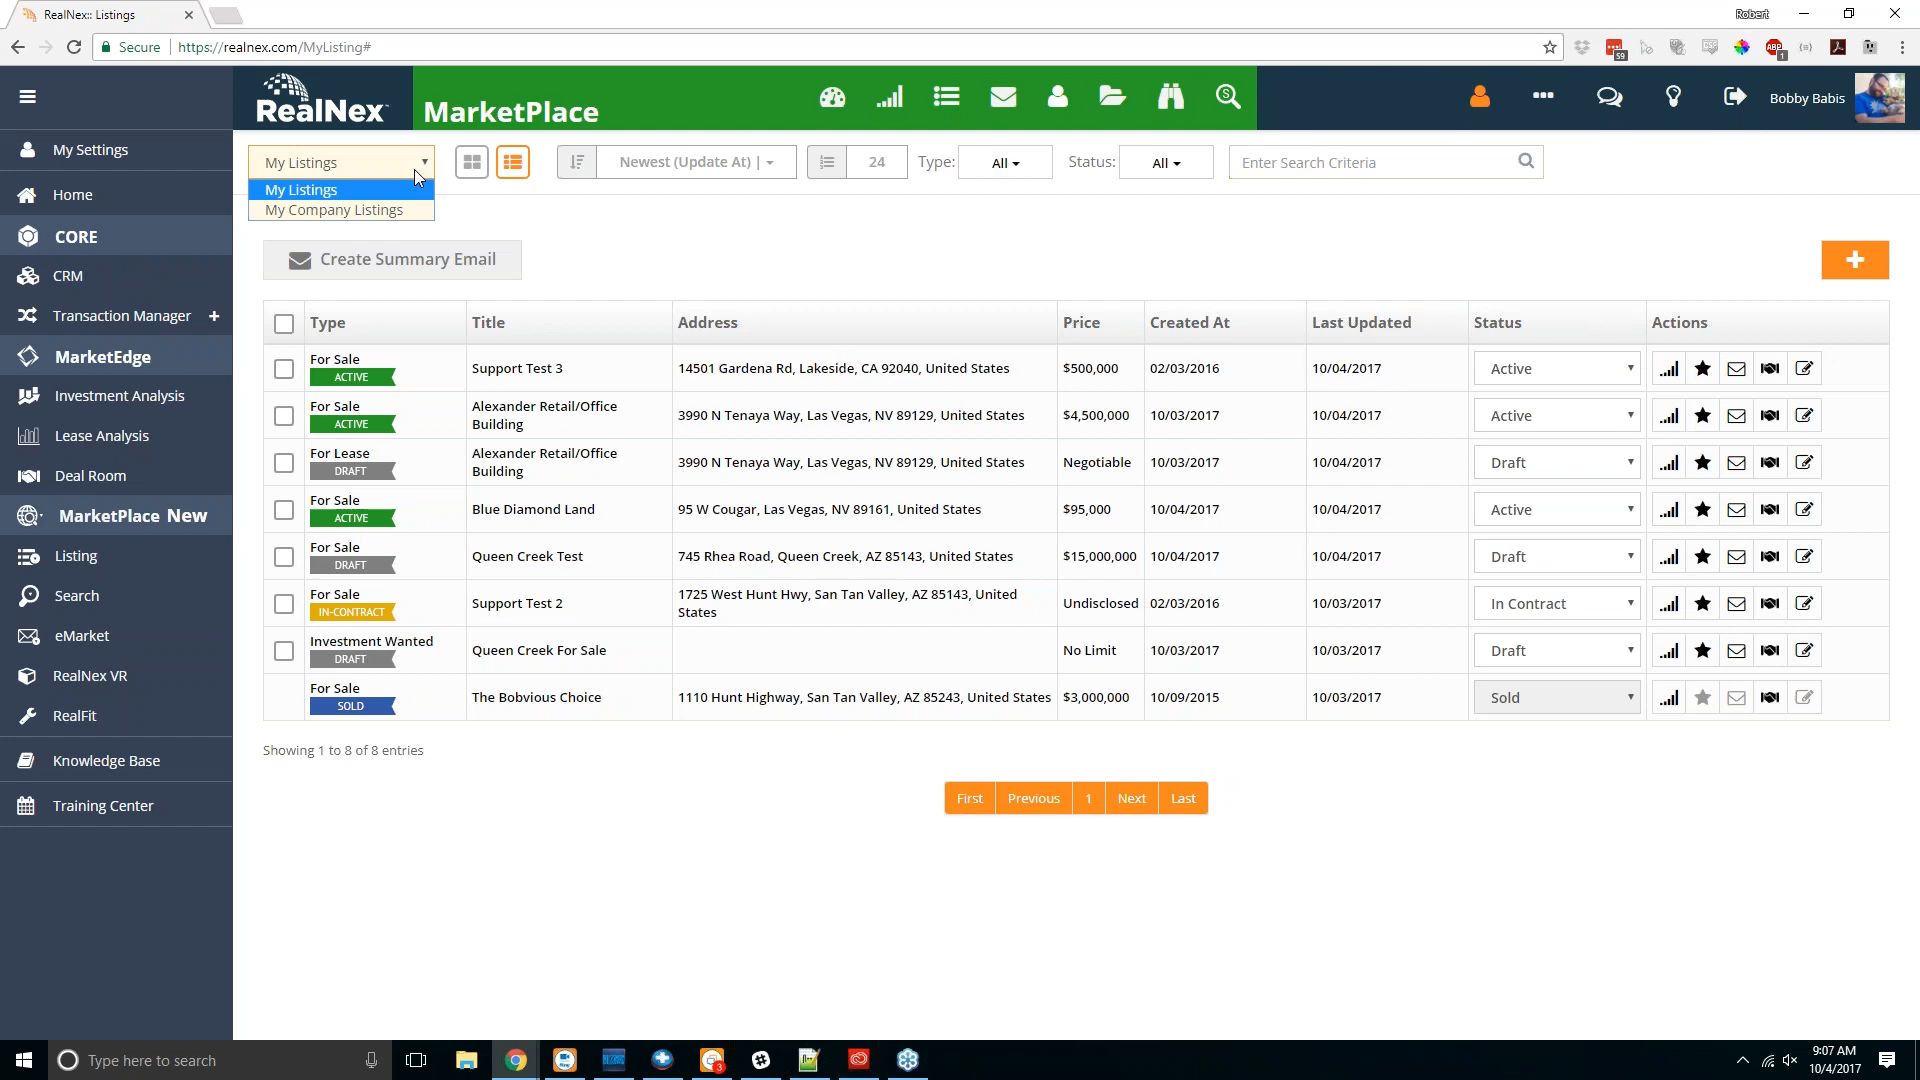 RealNex:: Listings
Robert
Secure
https://realnex.com/MyListing#
59
ABP
1
RealNex
MarketPlace
Bobby Babis
My Settings
Home
CORE
CRM
Transaction Manager +
MarketEdge
Investment Analysis
Lease Analysis
Deal Room
MarketPlace New
Listing
Search
eMarket
RealNex VR
RealFit
Knowledge Base
Training Center
My Listings
My Listings
My Company Listings
Newest (Update At) |
24
Type: All
Status: All
Enter Search Criteria
Create Summary Email
+
Type Title Address Price Created At Last Updated Status Actions
For Sale
ACTIVE
Support Test 3
14501 Gardena Rd, Lakeside, CA 92040, United States
$500,000
02/03/2016
10/04/2017
Active
For Sale
ACTIVE
Alexander Retail/Office
Building
3990 N Tenaya Way, Las Vegas, NV 89129, United States
$4,500,000
10/03/2017
10/04/2017
Active
For Lease
DRAFT
Alexander Retail/Office
Building
3990 N Tenaya Way, Las Vegas, NV 89129, United States
Negotiable
10/03/2017
10/04/2017
Draft
For Sale
ACTIVE
Blue Diamond Land
95 W Cougar, Las Vegas, NV 89161, United States
$95,000
10/04/2017
10/04/2017
Active
For Sale
DRAFT
Queen Creek Test
745 Rhea Road, Queen Creek, AZ 85143, United States
$15,000,000
10/04/2017
10/04/2017
Draft
For Sale
IN-CONTRACT
Support Test 2
1725 West Hunt Hwy, San Tan Valley, AZ 85143, United
States
Undisclosed
02/03/2016
10/03/2017
In Contract
Investment Wanted
DRAFT
Queen Creek For Sale
No Limit
10/03/2017
10/03/2017
Draft
For Sale
SOLD
The Bobvious Choice
1110 Hunt Highway, San Tan Valley, AZ 85243, United States
$3,000,000
10/09/2015
10/03/2017
Sold
Showing 1 to 8 of 8 entries
First Previous 1 Next Last
Type here to search
3
9:07 AM
10/4/2017